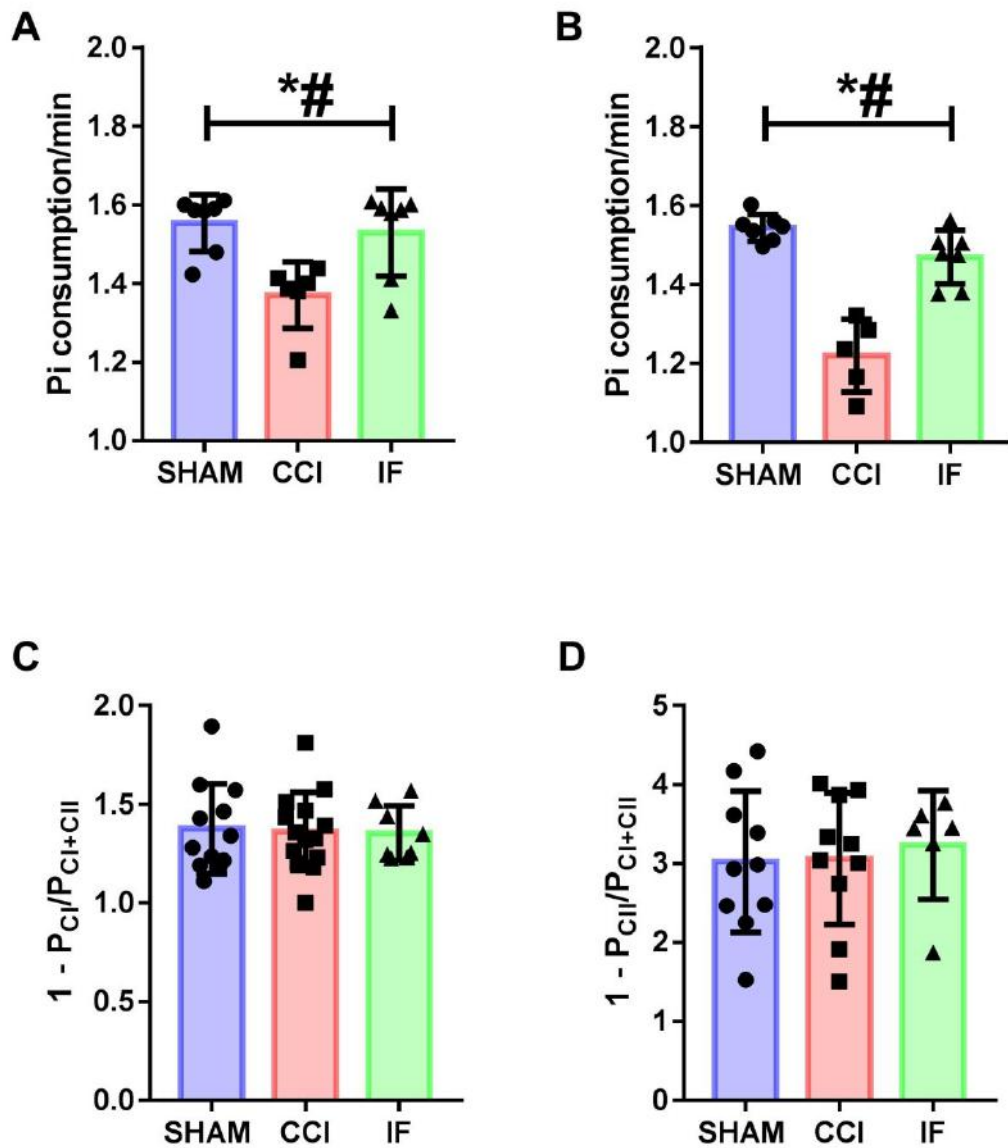 A
Pi consumption/min
2.0
1.8
1.6
1.4
1.2
1.0
*#
SHAM CCI IF
B
Pi consumption/min
2.0
1.8
1.6
1.4
1.2
1.0
*#
SHAM CCI IF
C
1 - PCI/PCI+CII
2.0
1.5
1.0
0.5
0.0
SHAM CCI IF
D
1 - PCII/PCI+CII
5
4
3
2
1
0
SHAM CCI IF